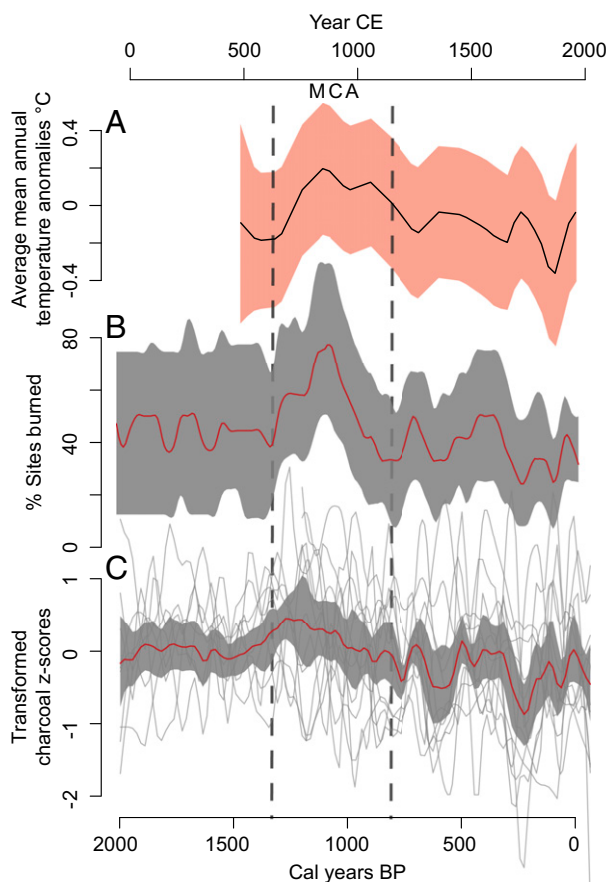 Year CE
0 500 1000 1500 2000
MCA
A
Average mean annual
temperature anomalies °C
0.4
0
-0.4
B
% Sites burned
80
40
0
C
Transformed
charcoal z-scores
1
0
-1
-2
2000 1500 1000 500 0
Cal years BP